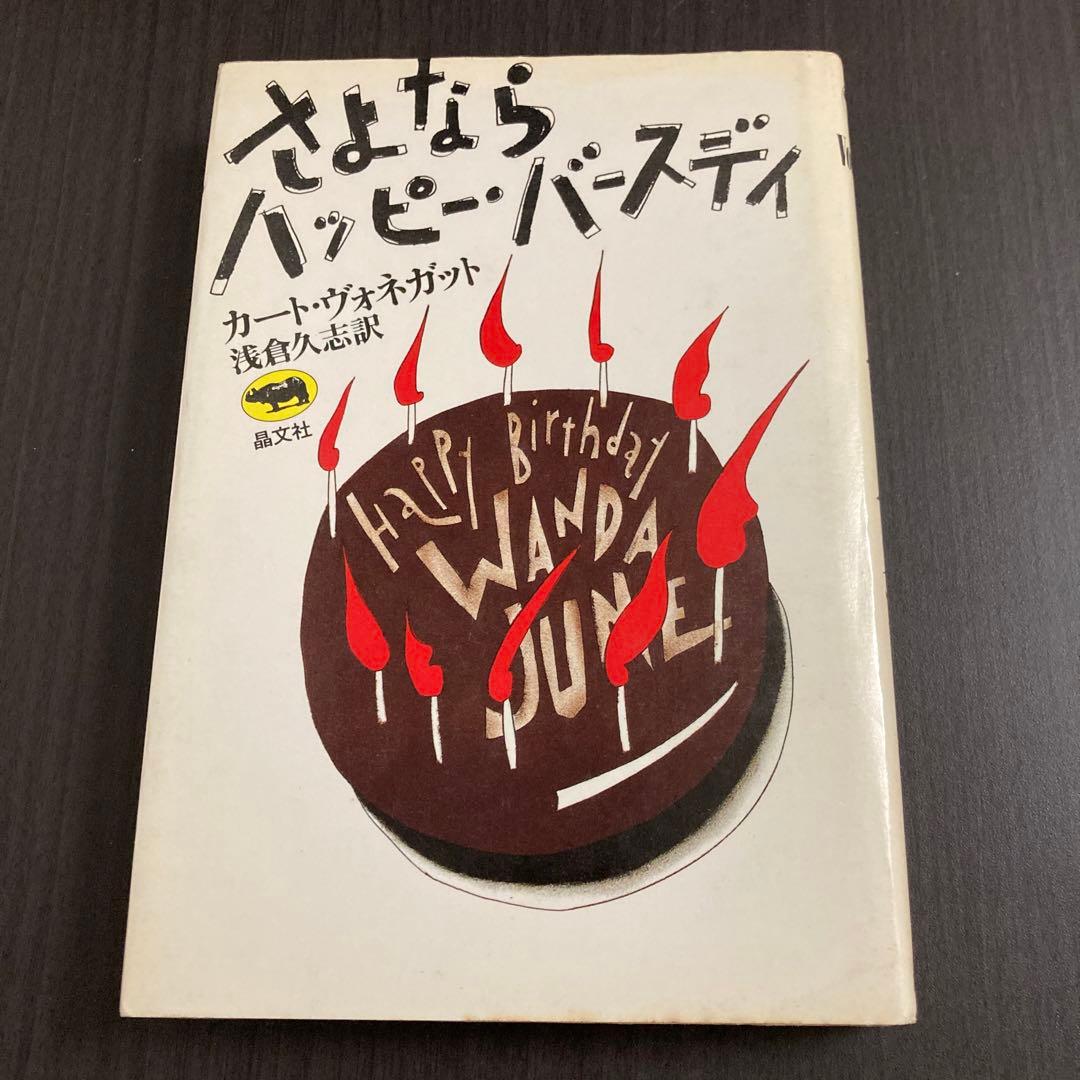 さよなら
ハッピー・バースディ
カート・ヴォネガット
浅倉久志訳
晶文社
Happy Birthday
WANDA
JUNE